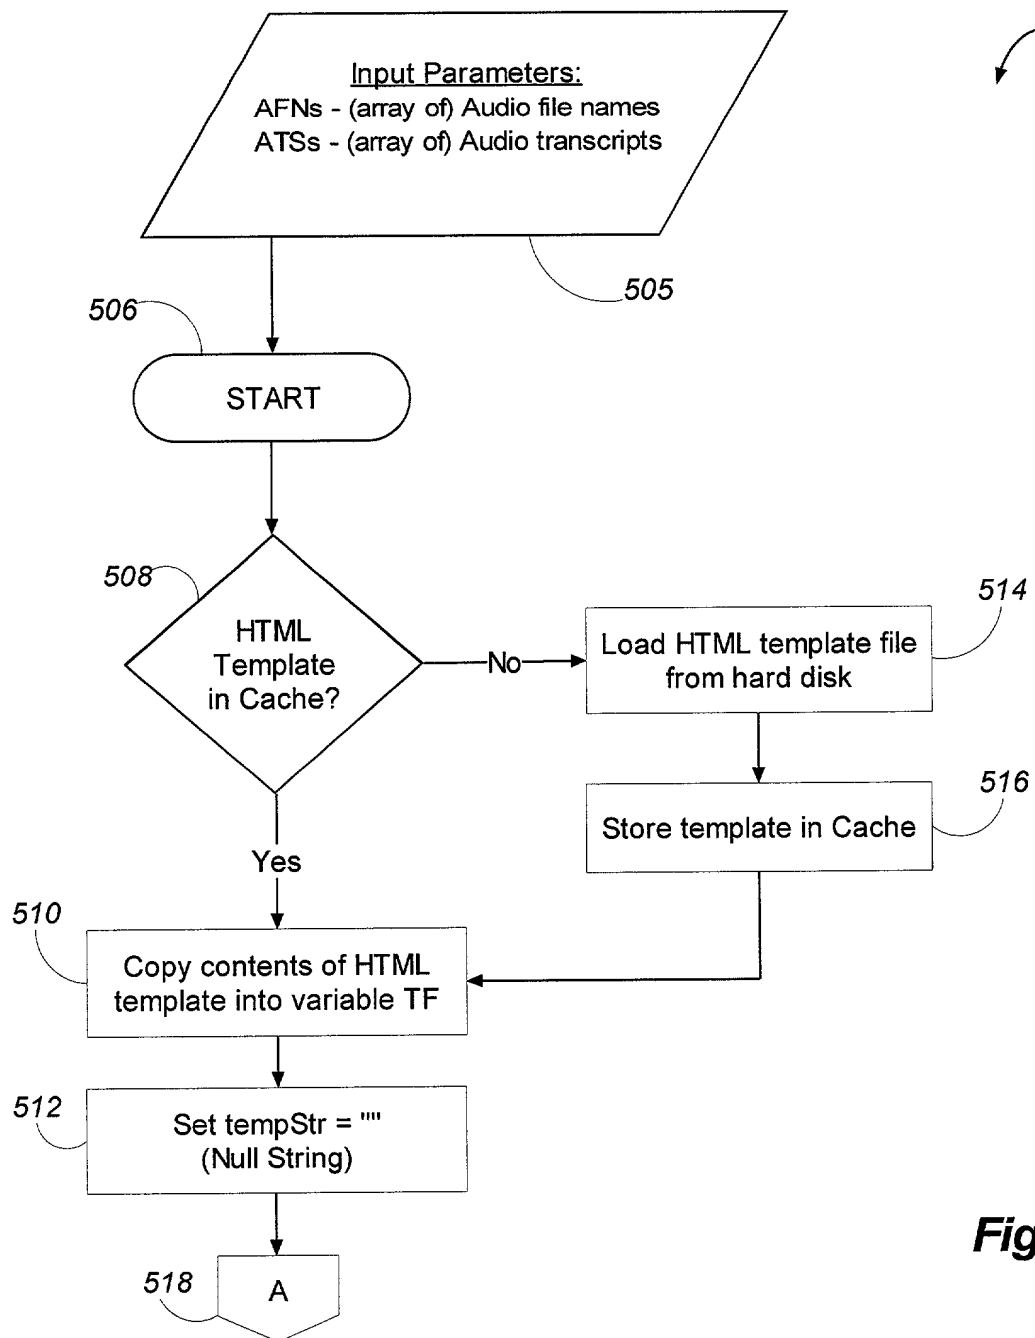 Input Parameters:
AFNs - (array of) Audio file names
ATSs - (array of) Audio transcripts
505
506
START
508
HTML
Template
in Cache?
No
514
Load HTML template file
from hard disk
516
Store template in Cache
Yes
510
Copy contents of HTML
template into variable TF
512
Set tempStr = ""
(Null String)
518
A
Fig